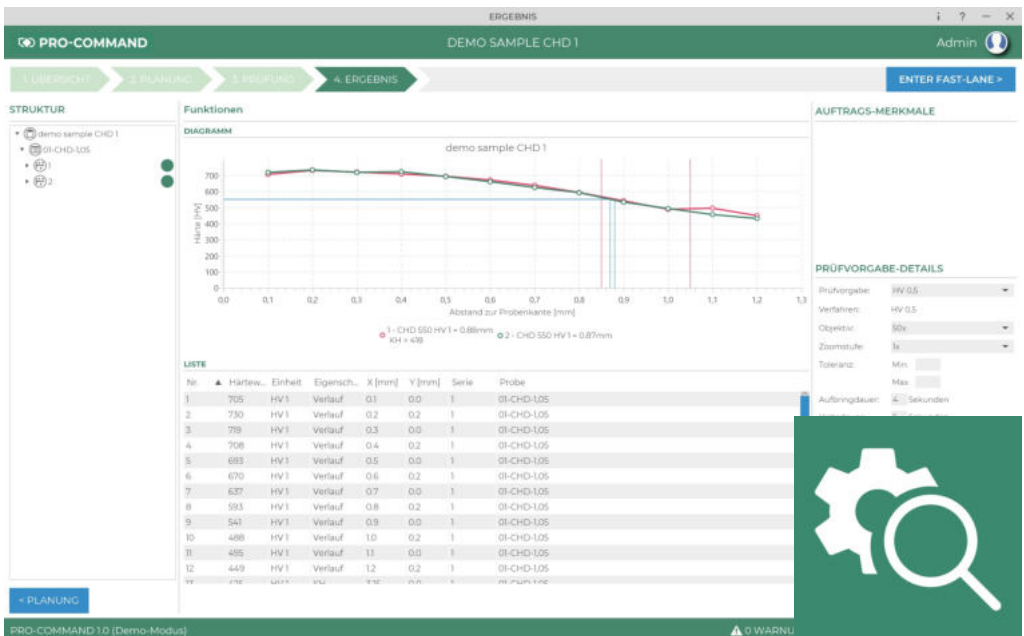 ERGEBNIS
i ? − ×
PRO-COMMAND
DEMO SAMPLE CHD 1
Admin
1. ÜBERSICHT
2. PLANUNG
3. PRÜFUNG
4. ERGEBNIS
ENTER FAST-LANE >
STRUKTUR
demo sample CHD 1
01-CHD-1,05
1
2
Funktionen
DIAGRAMM
demo sample CHD 1
Härte [HV]
700
600
500
400
300
200
100
0
0,0 0,1 0,2 0,3 0,4 0,5 0,6 0,7 0,8 0,9 1,0 1,1 1,2 1,3
Abstand zur Probenkante [mm]
1 - CHD 550 HV 1 = 0.88mm
KH = 418
2 - CHD 550 HV 1 = 0.87mm
LISTE
Nr. ▲ Härtew... Einheit Eigensch... X [mm] Y [mm] Serie Probe
1 705 HV 1 Verlauf 0.1 0.0 1 01-CHD-1,05
2 730 HV 1 Verlauf 0.2 0.2 1 01-CHD-1,05
3 719 HV 1 Verlauf 0.3 0.0 1 01-CHD-1,05
4 708 HV 1 Verlauf 0.4 0.2 1 01-CHD-1,05
5 693 HV 1 Verlauf 0.5 0.0 1 01-CHD-1,05
6 670 HV 1 Verlauf 0.6 0.2 1 01-CHD-1,05
7 637 HV 1 Verlauf 0.7 0.0 1 01-CHD-1,05
8 593 HV 1 Verlauf 0.8 0.2 1 01-CHD-1,05
9 541 HV 1 Verlauf 0.9 0.0 1 01-CHD-1,05
10 488 HV 1 Verlauf 1.0 0.2 1 01-CHD-1,05
11 495 HV 1 Verlauf 1.1 0.0 1 01-CHD-1,05
12 449 HV 1 Verlauf 1.2 0.2 1 01-CHD-1,05
AUFTRAGS-MERKMALE
PRÜFVORGABE-DETAILS
Prüfvorgabe: HV 0,5
Verfahren: HV 0,5
Objektiv: 50x
Zoomstufe: 1x
Toleranz: Min
Max
Aufbringdauer: 4 Sekunden
< PLANUNG
PRO-COMMAND 1.0 (Demo-Modus)
0 WARNU